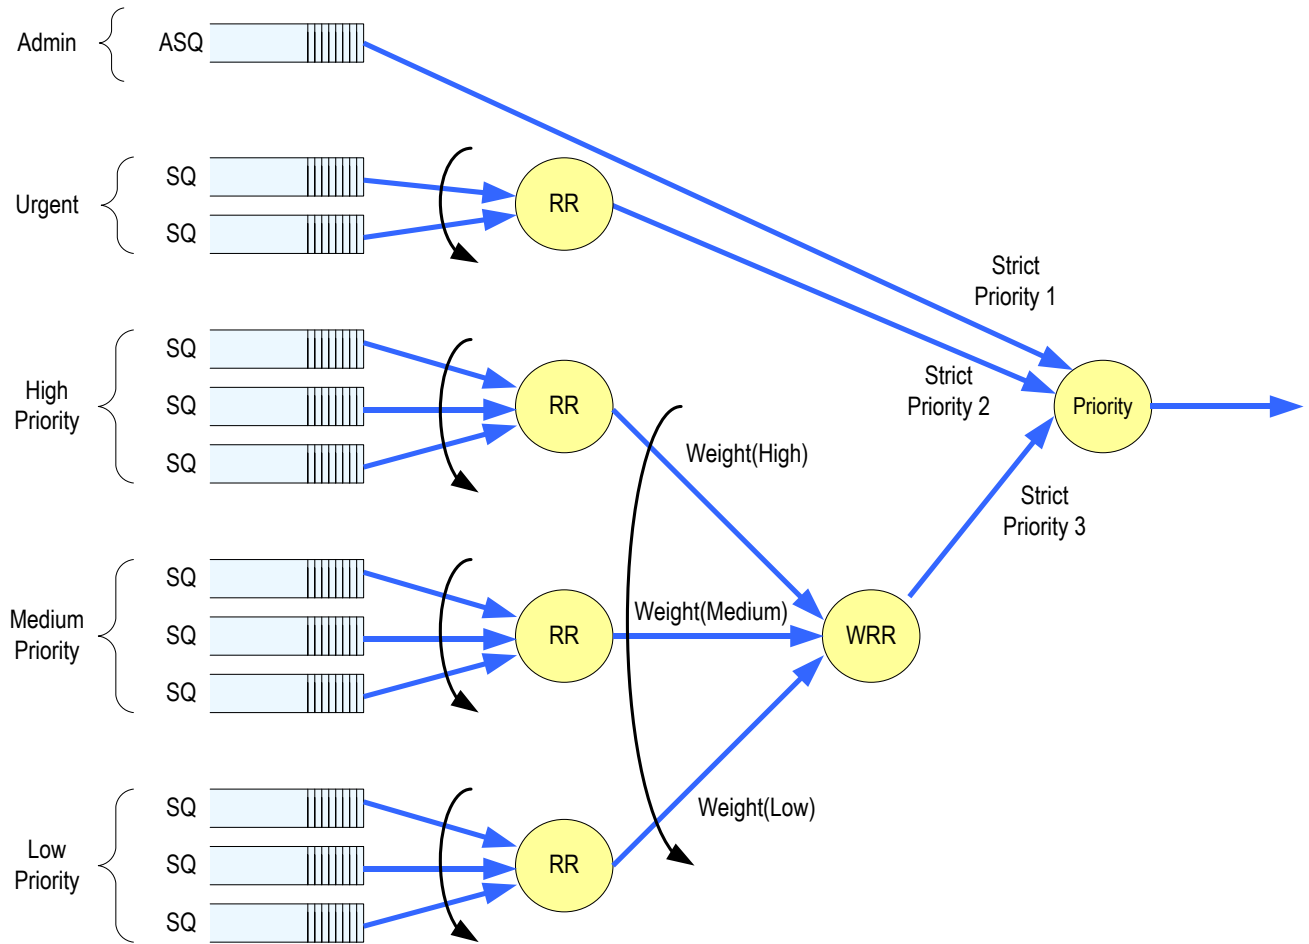 Admin
ASQ
Urgent
SQ
SQ
RR
Strict
Priority 1
High
Priority
SQ
SQ
SQ
RR
Strict
Priority 2
Priority
Weight(High)
Strict
Priority 3
Medium
Priority
SQ
SQ
SQ
RR
Weight(Medium)
WRR
Low
Priority
SQ
SQ
SQ
RR
Weight(Low)